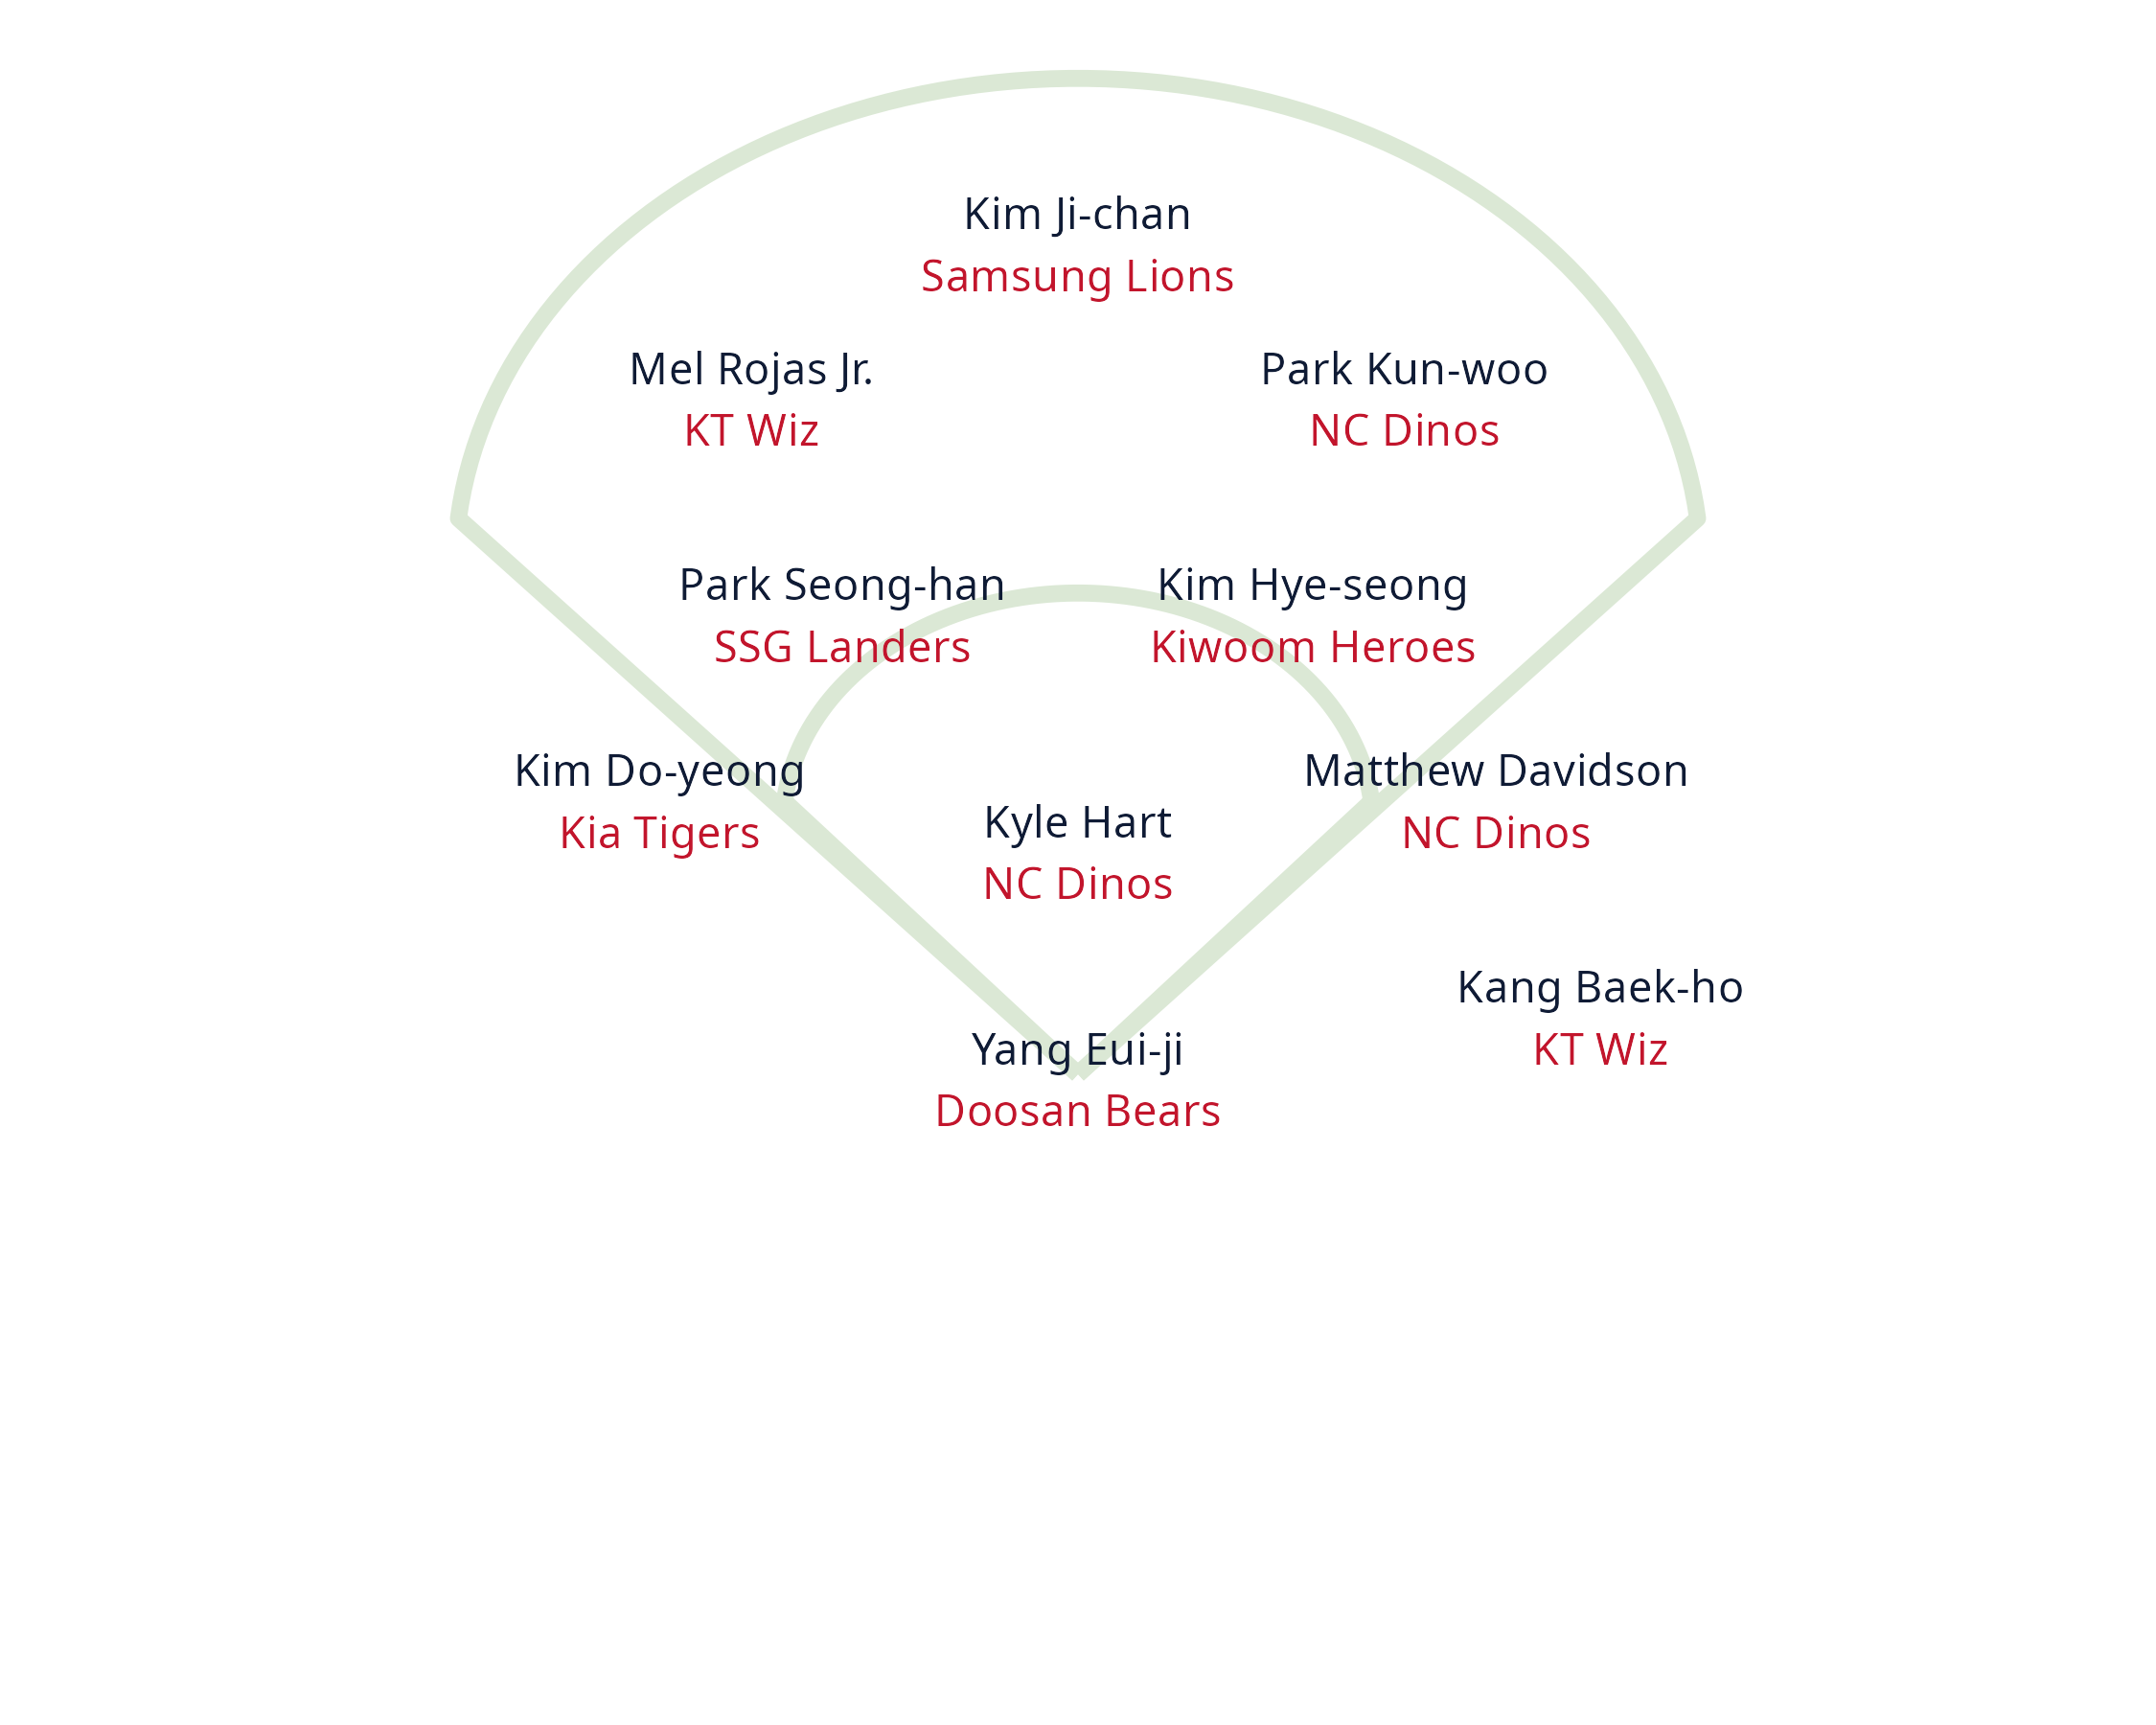 Kim Ji-chan
Samsung Lions
Mel Rojas Jr.
KT Wiz
Park Kun-woo
NC Dinos
Park Seong-han
SSG Landers
Kim Hye-seong
Kiwoom Heroes
Kim Do-yeong
Kia Tigers
Kyle Hart
NC Dinos
Matthew Davidson
NC Dinos
Kang Baek-ho
KT Wiz
Yang Eui-ji
Doosan Bears